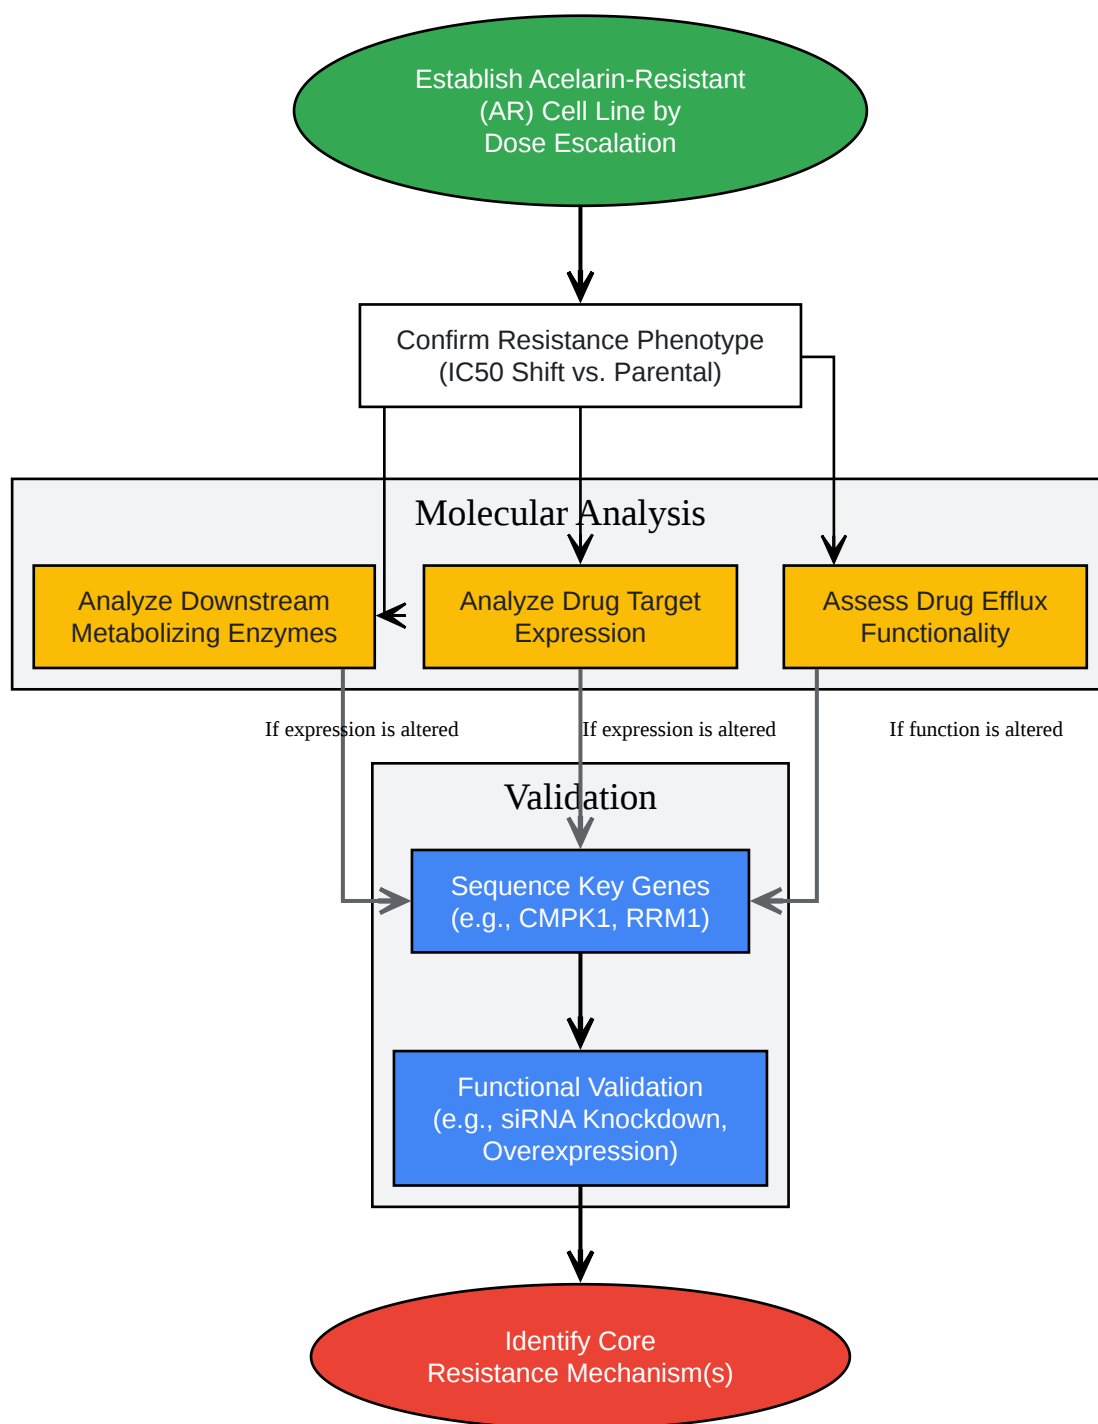 Establish Acelarin-Resistant
(AR) Cell Line by
Dose Escalation
Confirm Resistance Phenotype
(IC50 Shift vs. Parental)
Molecular Analysis
Analyze Downstream
Metabolizing Enzymes
Analyze Drug Target
Expression
Assess Drug Efflux
Functionality
If expression is altered
If expression is altered
If function is altered
Validation
Sequence Key Genes
(e.g., CMPK1, RRM1)
Functional Validation
(e.g., siRNA Knockdown,
Overexpression)
Identify Core
Resistance Mechanism(s)